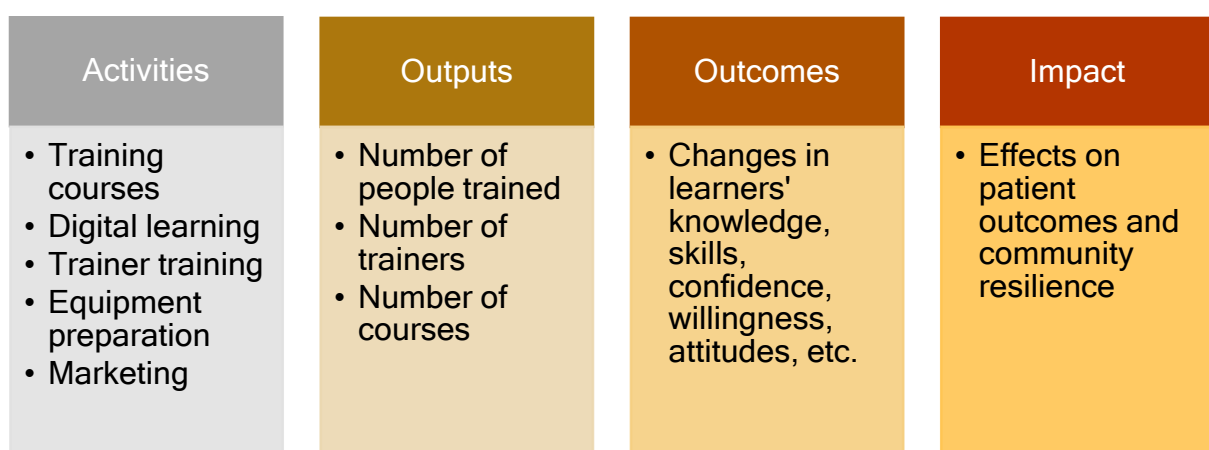 Activities
• Training
courses
• Digital learning
• Trainer training
• Equipment
preparation
• Marketing
Outputs
• Number of
people trained
• Number of
trainers
• Number of
courses
Outcomes
• Changes in
learners'
knowledge,
skills,
confidence,
willingness,
attitudes, etc.
Impact
• Effects on
patient
outcomes and
community
resilience